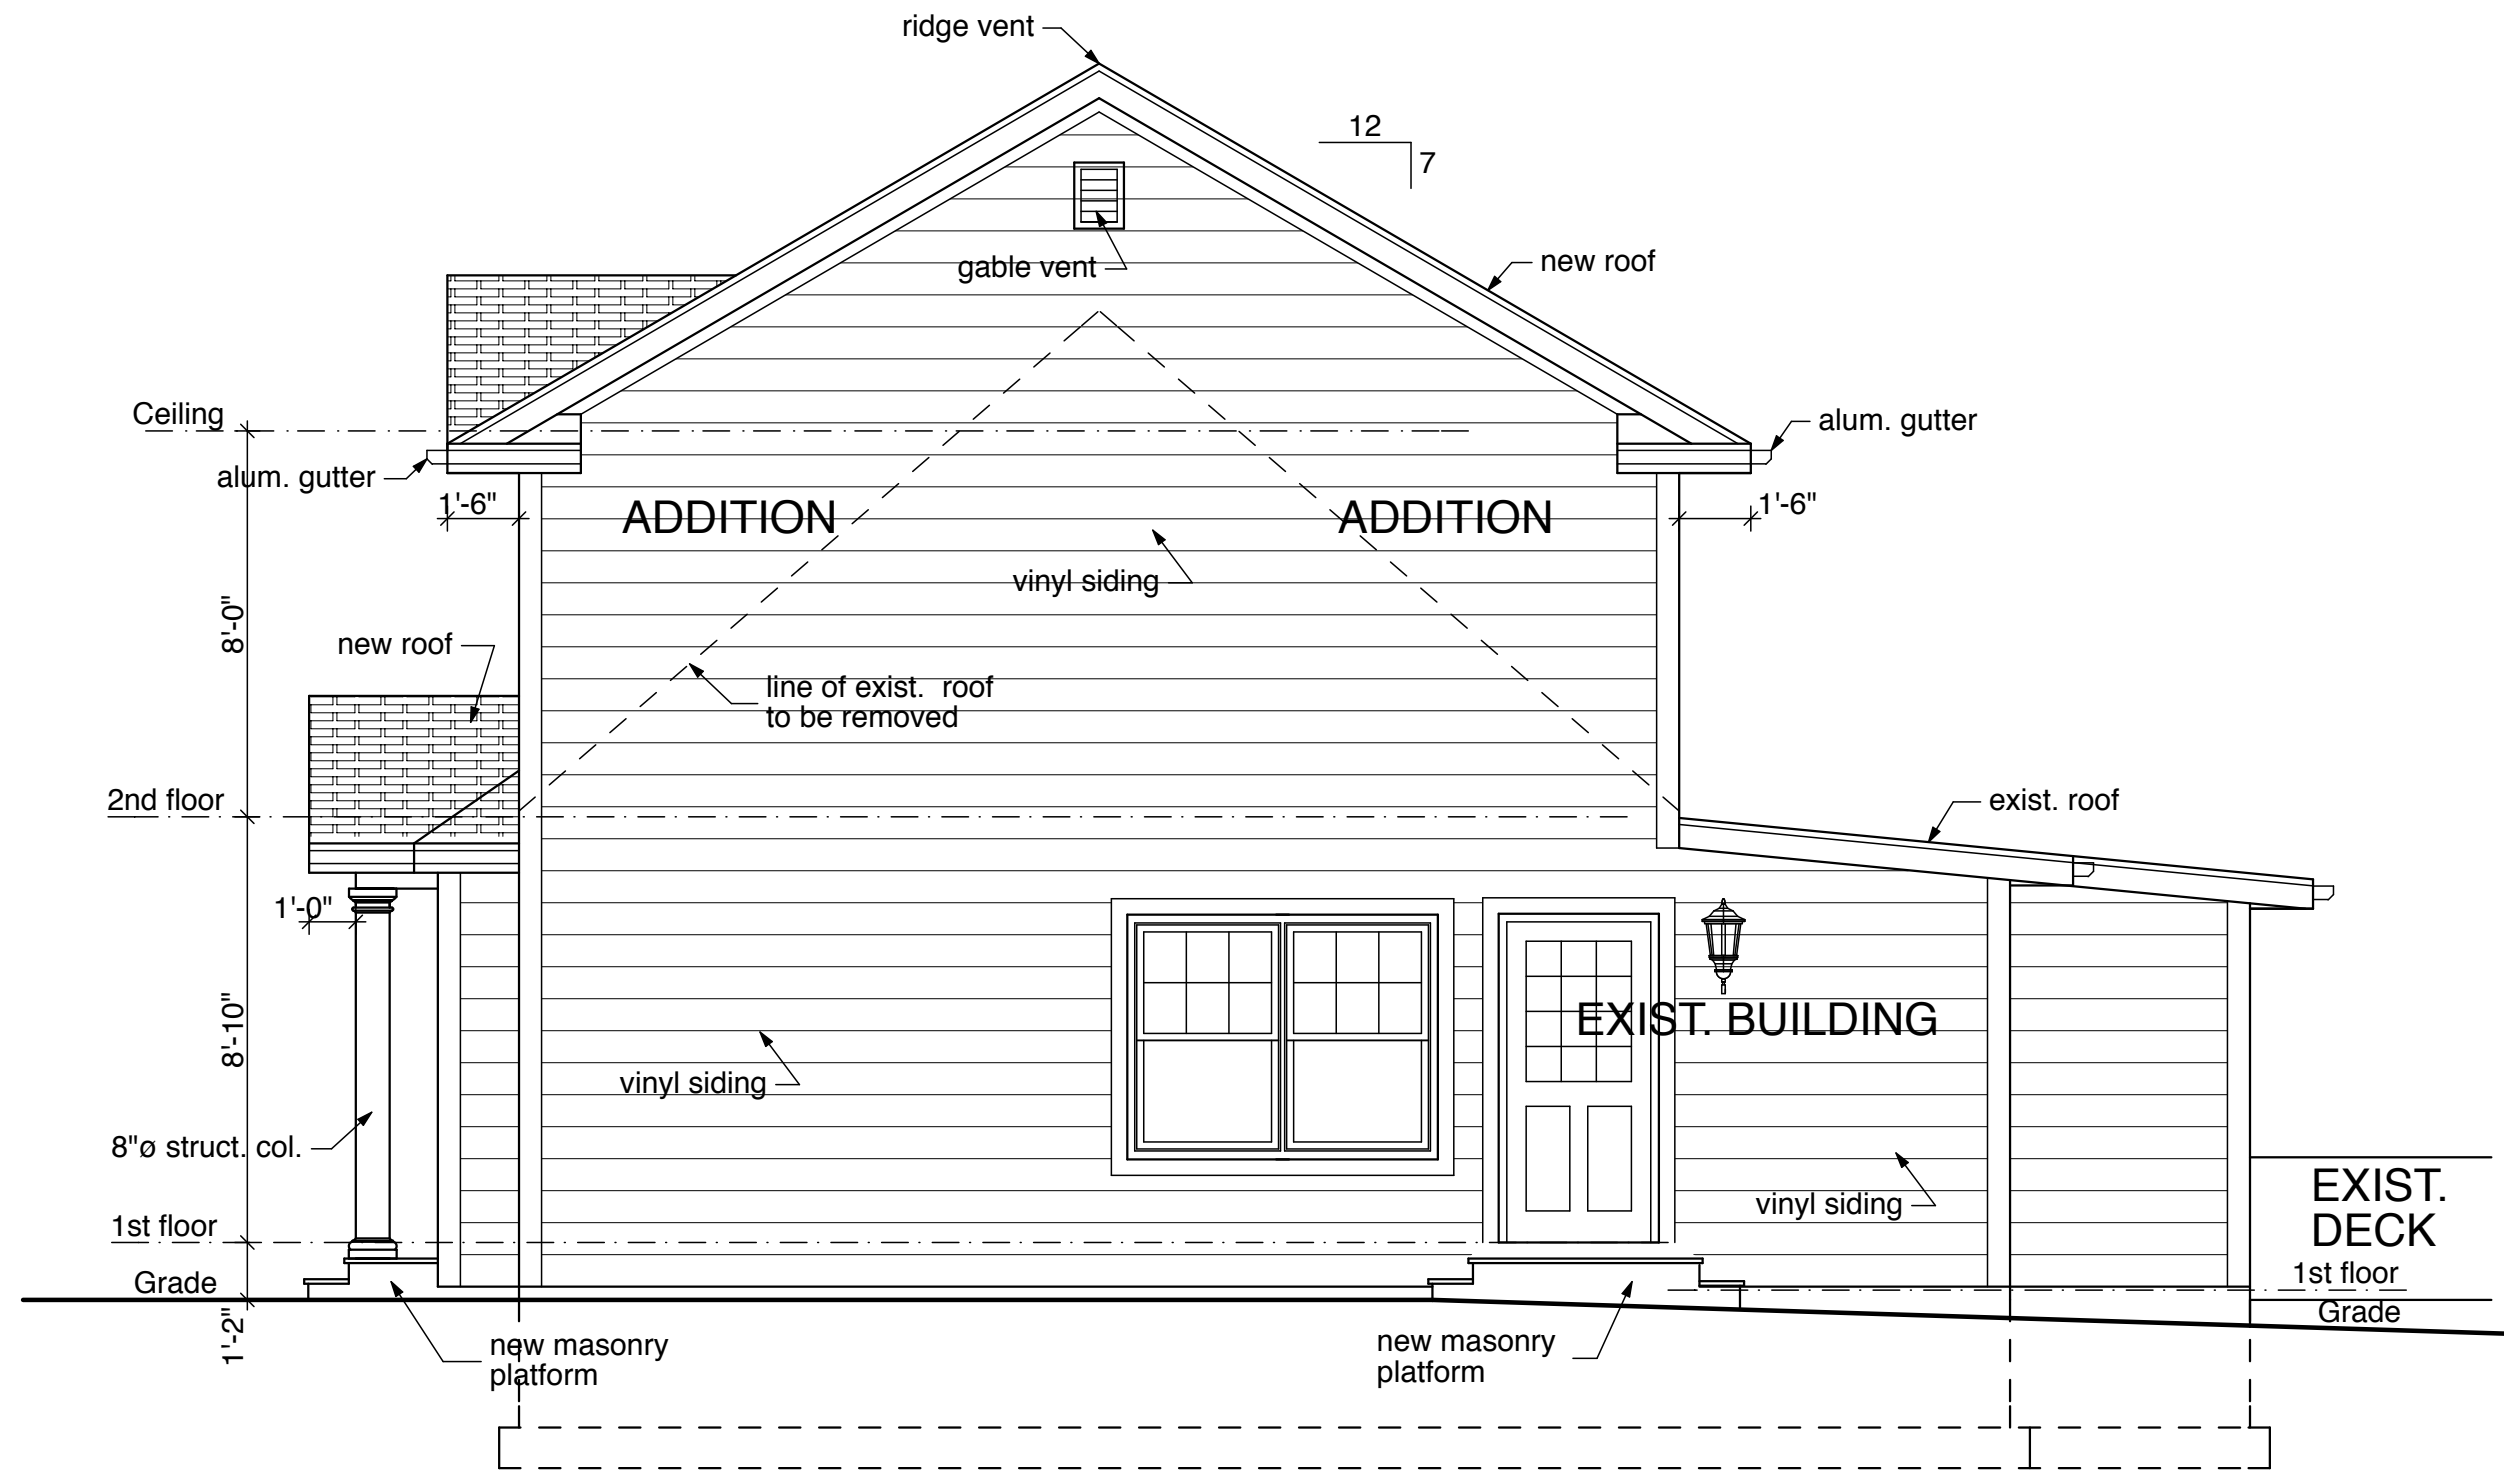 ridge vent
12
7
gable vent
new roof
Ceiling
alum. gutter
alum. gutter
1'-6"
ADDITION
ADDITION
1'-6"
vinyl siding
8'-0"
new roof
line of exist. roof
to be removed
2nd floor
exist. roof
1'-0"
8'-10"
EXIST. BUILDING
vinyl siding
8"ø struct. col.
vinyl siding
EXIST.
DECK
1st floor
1st floor
Grade
Grade
1'-2"
new masonry
platform
new masonry
platform